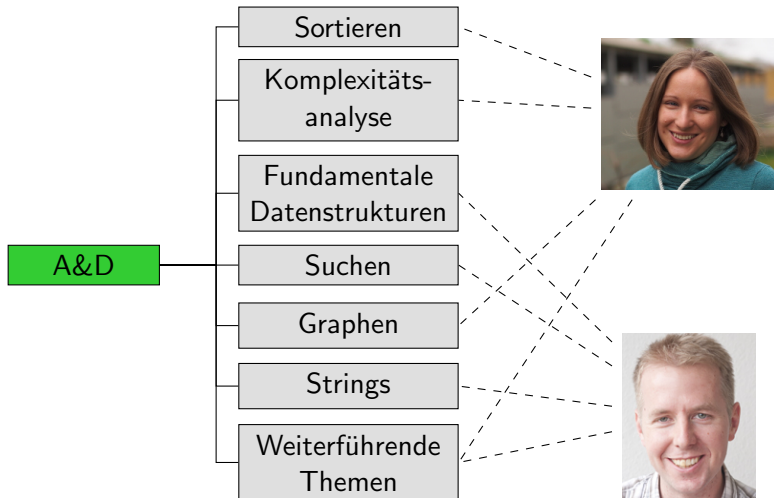 Sortieren
Komplexitäts-
analyse
Fundamentale
Datenstrukturen
A&D
Suchen
Graphen
Strings
Weiterführende
Themen